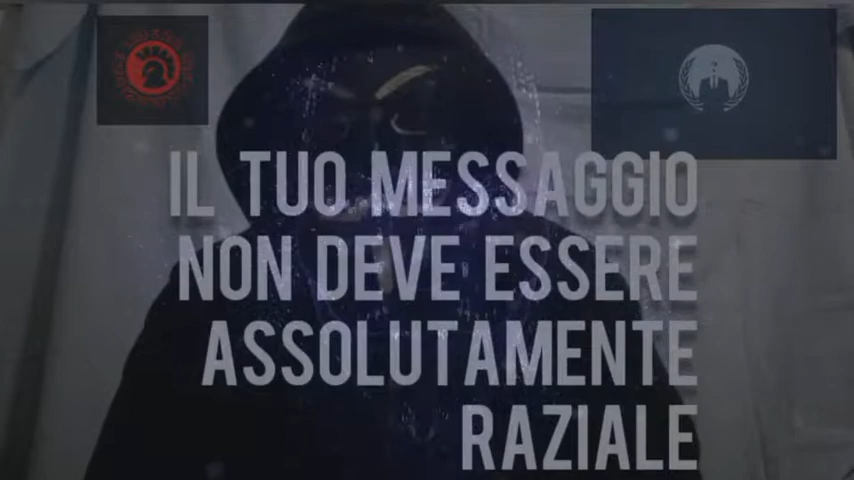 IL TUO MESSAGGIO
NON DEVE ESSERE
ASSOLUTAMENTE
RAZIALE